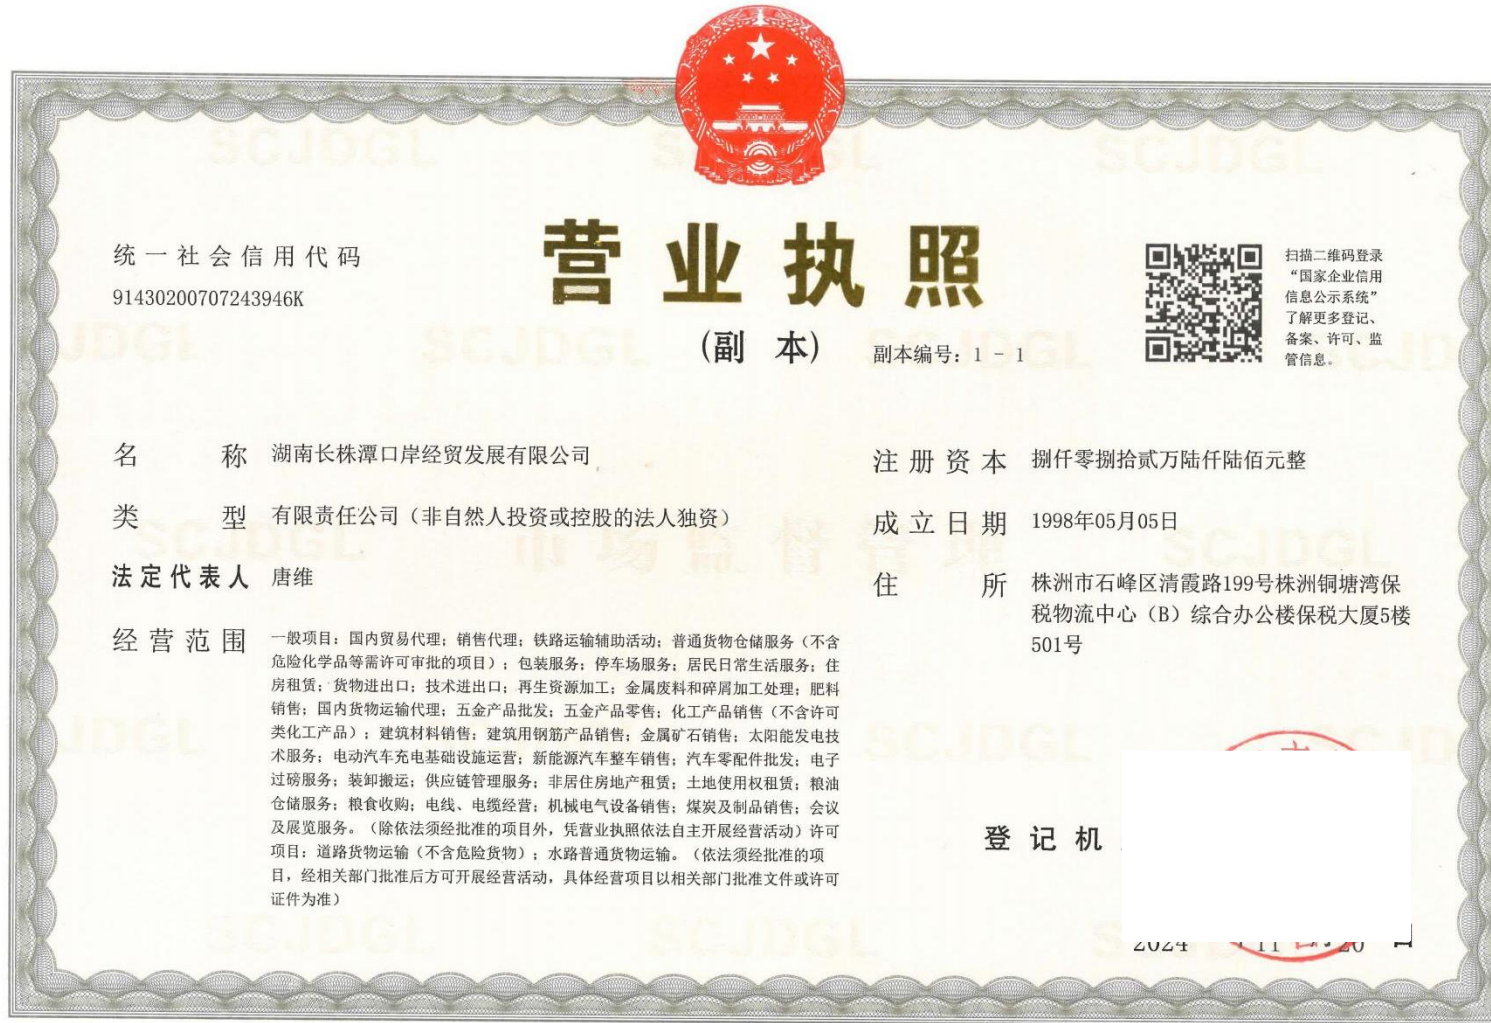 统一社会信用代码
91430200707243946K
营业执照
(副 本)
副本编号：1 - 1
扫描二维码登录
“国家企业信用
信息公示系统”
了解更多登记、
备案、许可、监
管信息。
名 称 湖南长株潭口岸经贸发展有限公司
类 型 有限责任公司（非自然人投资或控股的法人独资）
法定代表人 唐维
经营范围 一般项目：国内贸易代理；销售代理；铁路运输辅助活动；普通货物仓储服务（不含
危险化学品等需许可审批的项目）；包装服务；停车场服务；居民日常生活服务；住
房租赁；货物进出口；技术进出口；再生资源加工；金属废料和碎屑加工处理；肥料
销售；国内货物运输代理；五金产品批发；五金产品零售；化工产品销售（不含许可
类化工产品）；建筑材料销售；建筑用钢筋产品销售；金属矿石销售；太阳能发电技
术服务；电动汽车充电基础设施运营；新能源汽车整车销售；汽车零配件批发；电子
过磅服务；装卸搬运；供应链管理服务；非居住房地产租赁；土地使用权租赁；粮油
仓储服务；粮食收购；电线、电缆经营；机械电气设备销售；煤炭及制品销售；会议
及展览服务。（除依法须经批准的项目外，凭营业执照依法自主开展经营活动）许可
项目：道路货物运输（不含危险货物）；水路普通货物运输。（依法须经批准的项
目，经相关部门批准后方可开展经营活动，具体经营项目以相关部门批准文件或许可
证件为准）
注册资本 捌仟零捌拾贰万陆仟陆佰元整
成立日期 1998年05月05日
住 所 株洲市石峰区清霞路199号株洲铜塘湾保
税物流中心（B）综合办公楼保税大厦5楼
501号
登记机
2024 11月20日
SCJDGL
市场监督管理